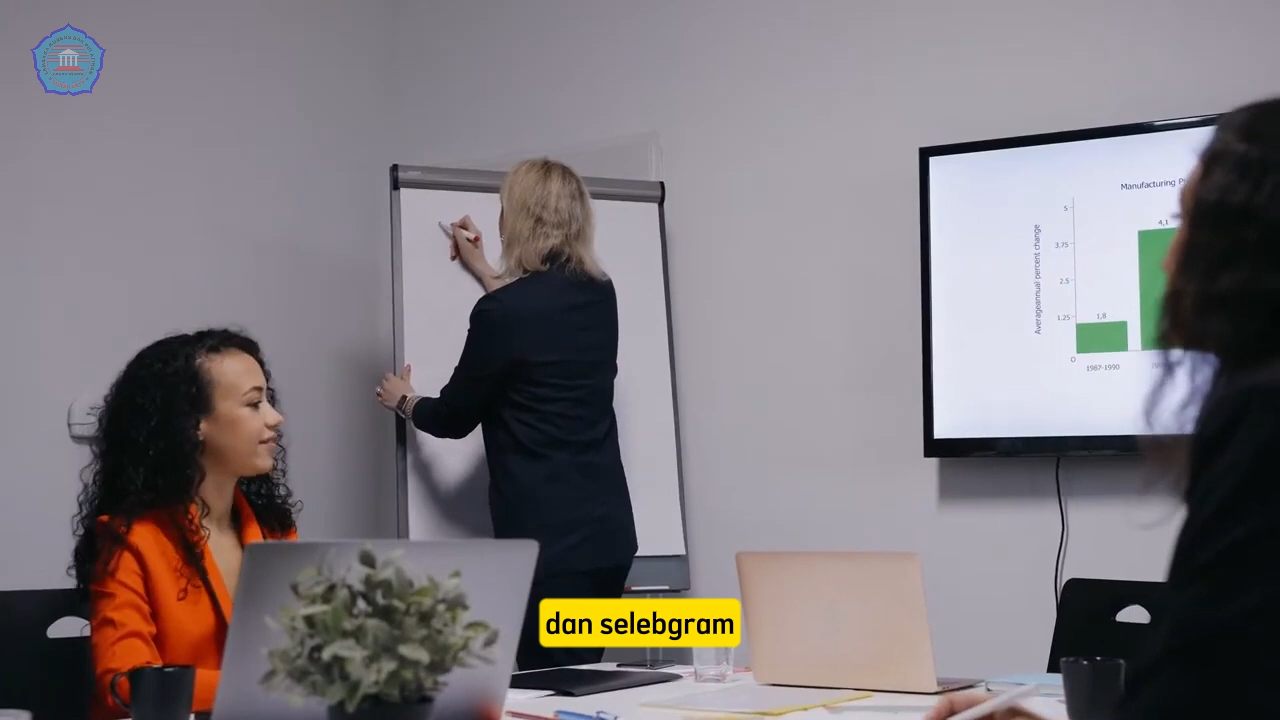 Manufacturing
5
4,1
3,75
2.5
1,8
1.25
0
1987-1990
Averageannual percent change
dan selebgram